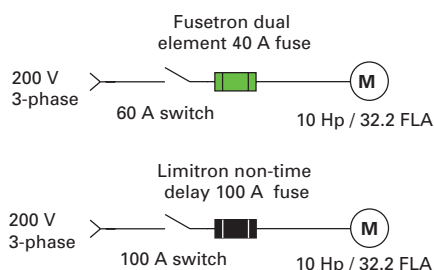 Fusetron dual
element 40 A fuse
200 V
3-phase
M
60 A switch
10 Hp / 32.2 FLA
Limitron non-time
delay 100 A fuse
200 V
3-phase
M
100 A switch
10 Hp / 32.2 FLA